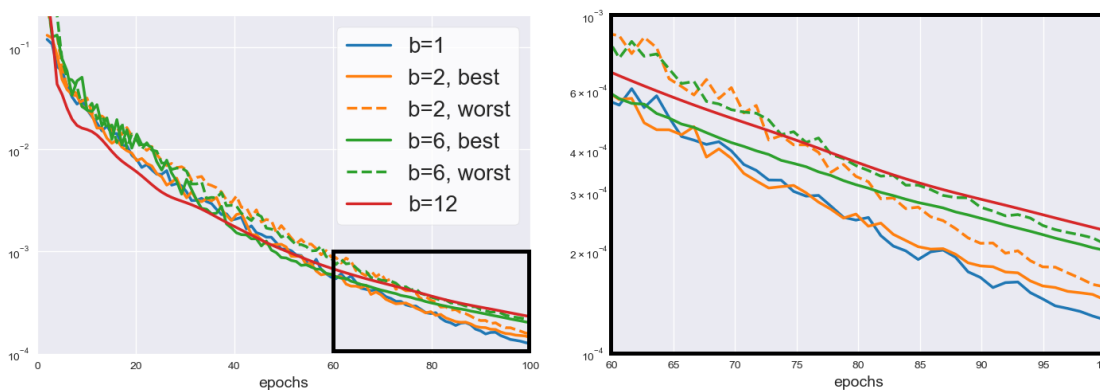 10⁻¹
10⁻²
10⁻³
10⁻⁴
0 20 40 60 80 100
epochs
b=1
b=2, best
b=2, worst
b=6, best
b=6, worst
b=12
10⁻³
6 × 10⁻⁴
4 × 10⁻⁴
3 × 10⁻⁴
2 × 10⁻⁴
10⁻⁴
60 65 70 75 80 85 90 95 100
epochs